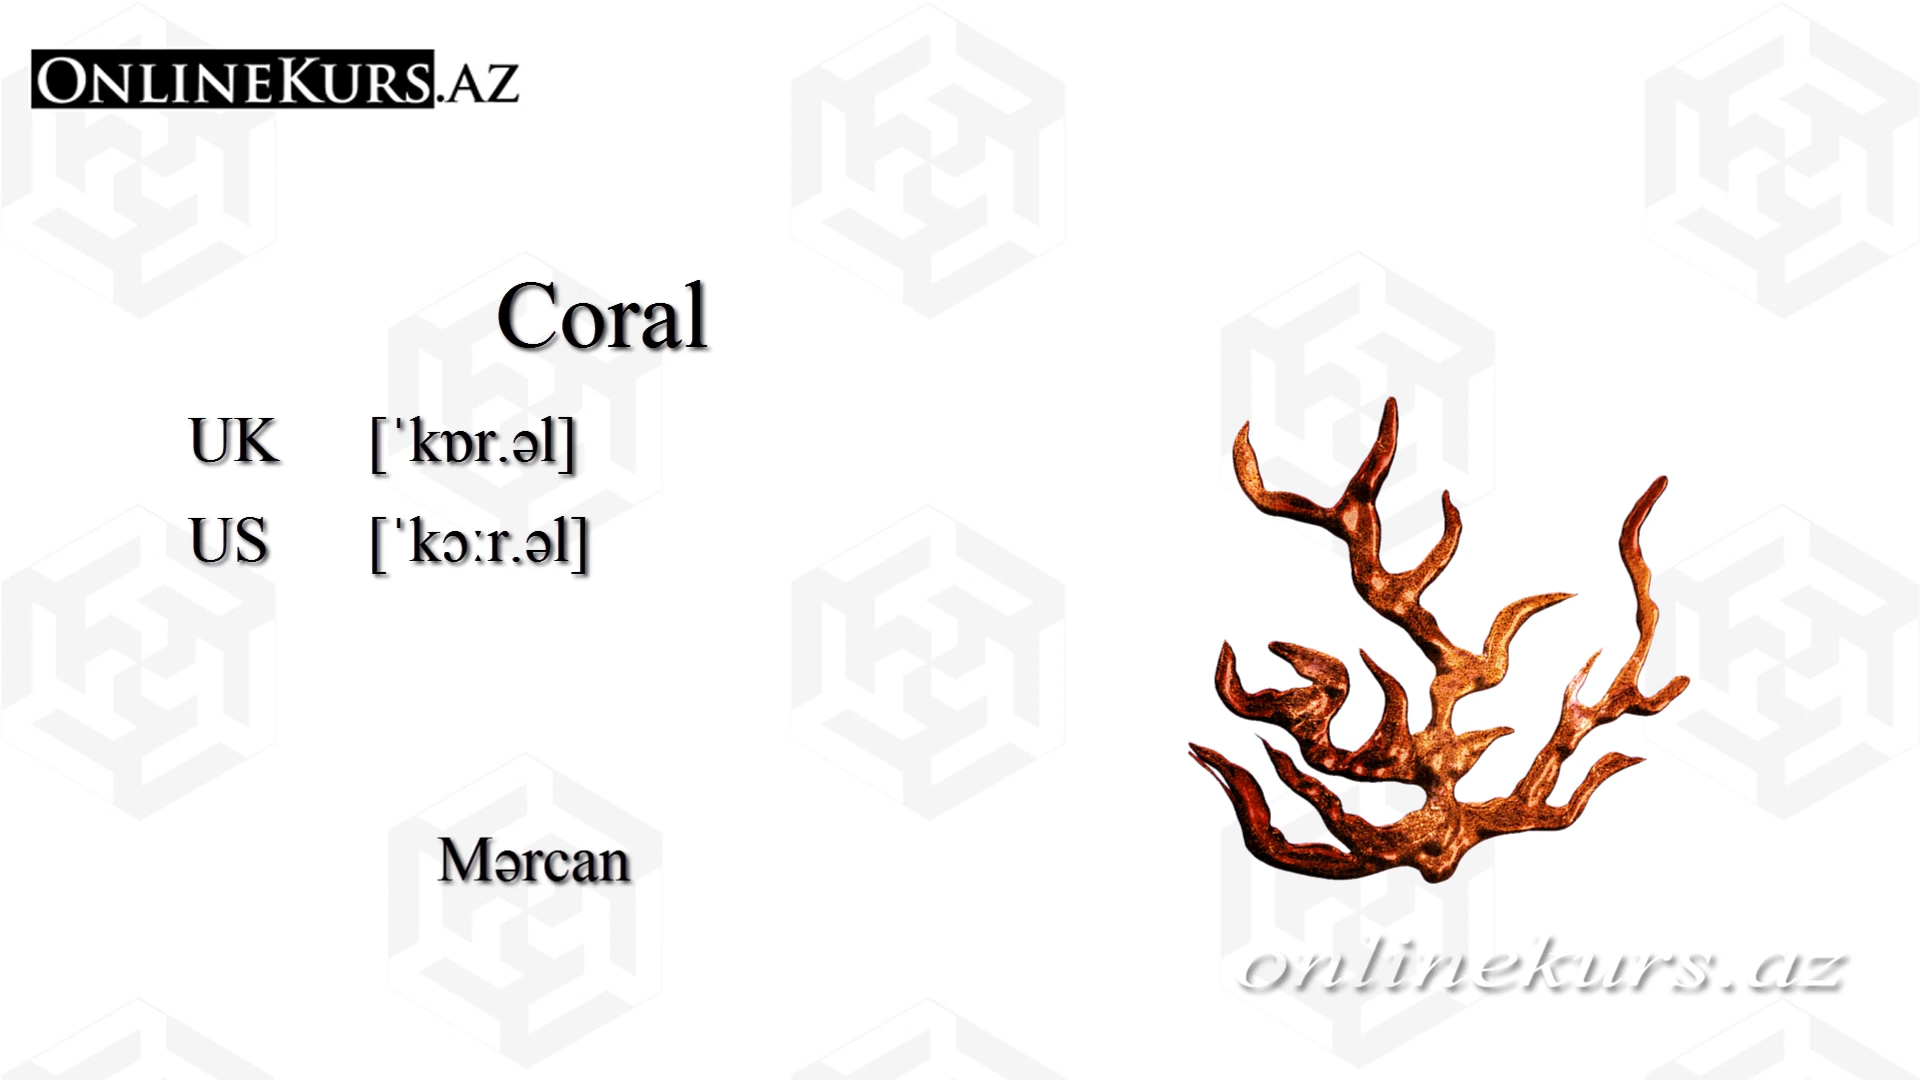 ONLINEKURS.AZ
Coral
UK [ˈkɒr.əl]
US [ˈkɔːr.əl]
Mərcan
onlinekurs.az